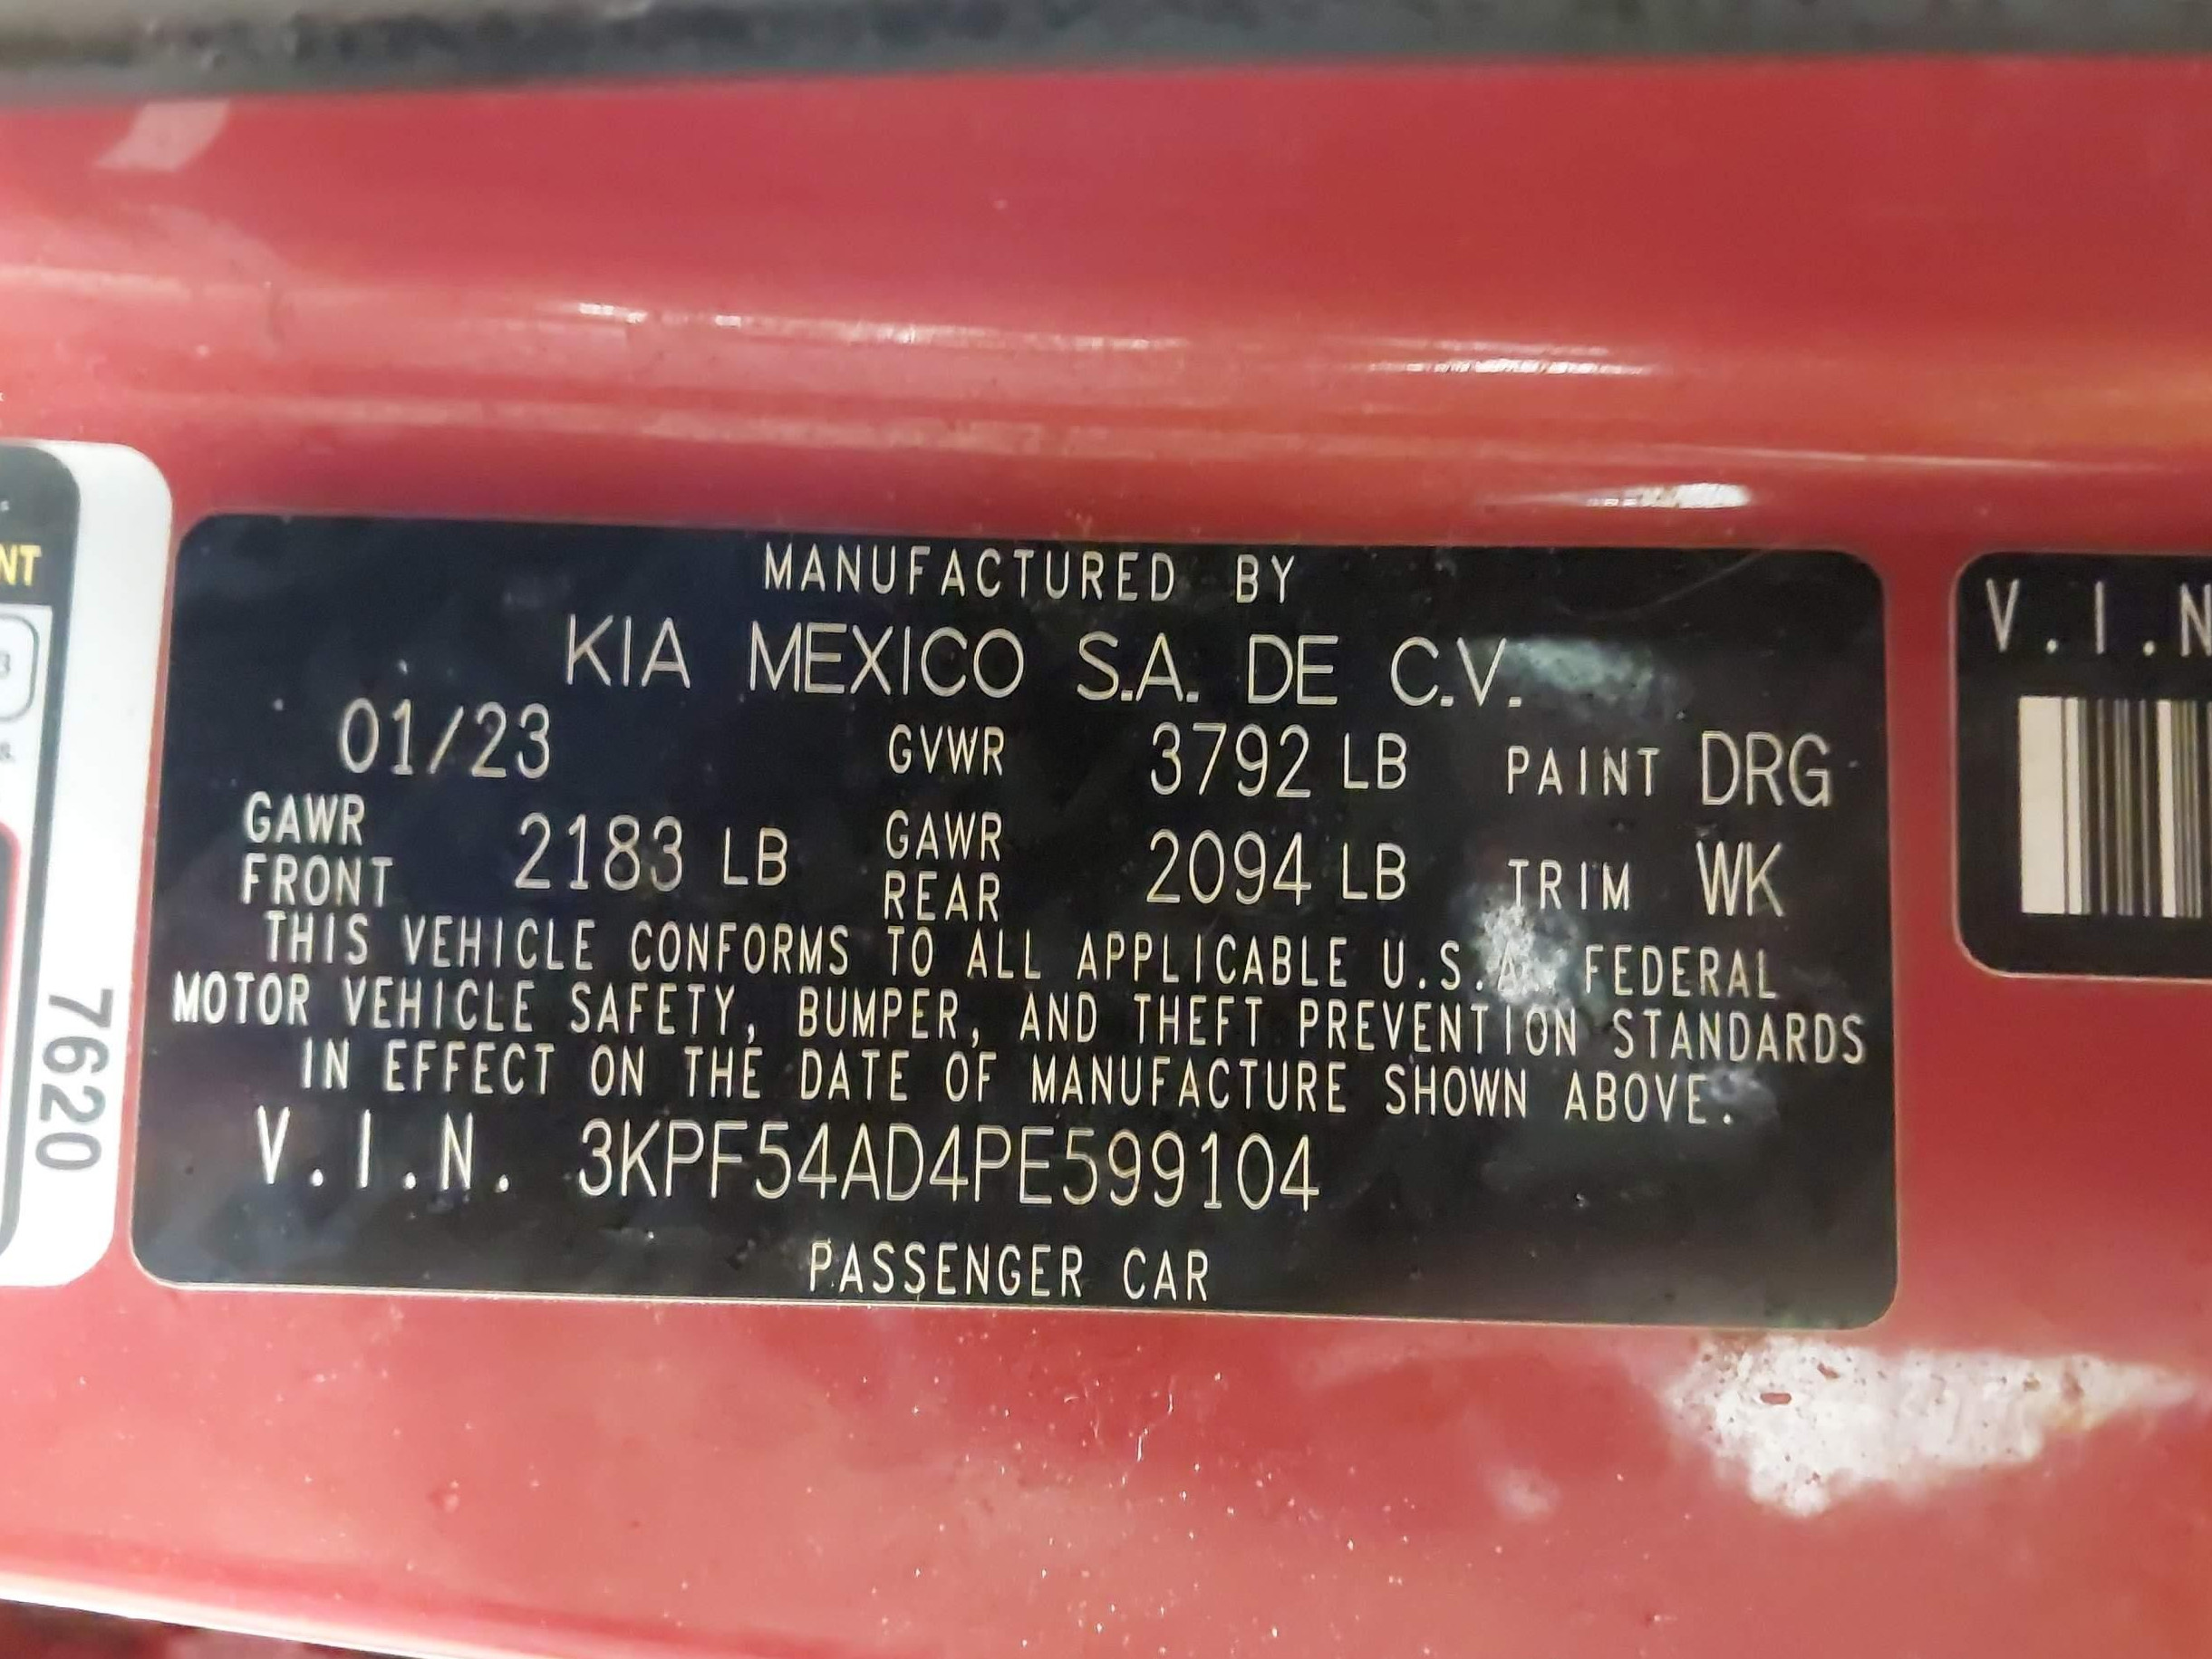 MANUFACTURED BY
KIA MEXICO S.A. DE C.V.
01/23 GVWR 3792 LB PAINT DRG
GAWR FRONT 2183 LB GAWR REAR 2094 LB TRIM WK
THIS VEHICLE CONFORMS TO ALL APPLICABLE U.S.A. FEDERAL
MOTOR VEHICLE SAFETY, BUMPER, AND THEFT PREVENTION STANDARDS
IN EFFECT ON THE DATE OF MANUFACTURE SHOWN ABOVE.
V.I.N. 3KPF54AD4PE599104
PASSENGER CAR
V.I.N
NT
7620